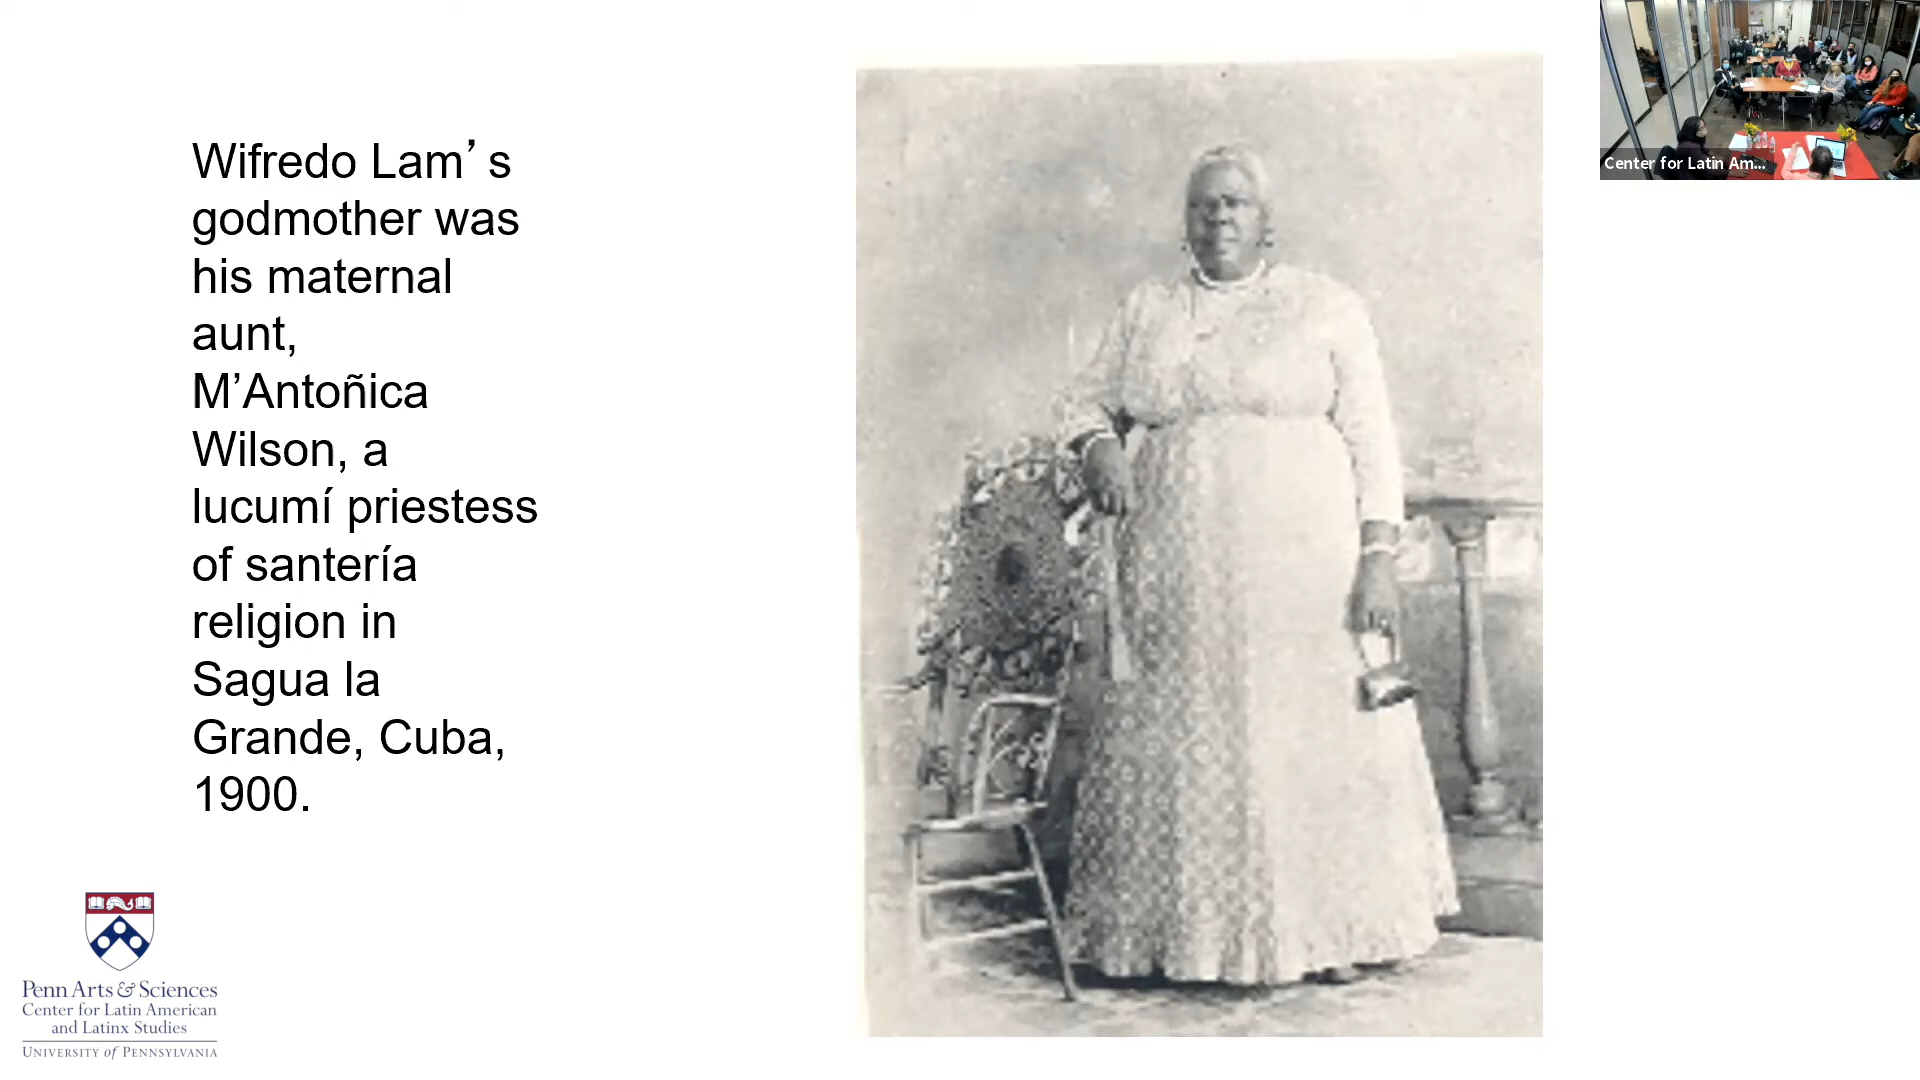 Wifredo Lam’s
godmother was
his maternal
aunt,
M’Antoñica
Wilson, a
lucumí priestess
of santería
religion in
Sagua la
Grande, Cuba,
1900.
Penn Arts & Sciences
Center for Latin American
and Latinx Studies
UNIVERSITY of PENNSYLVANIA
Center for Latin Am...